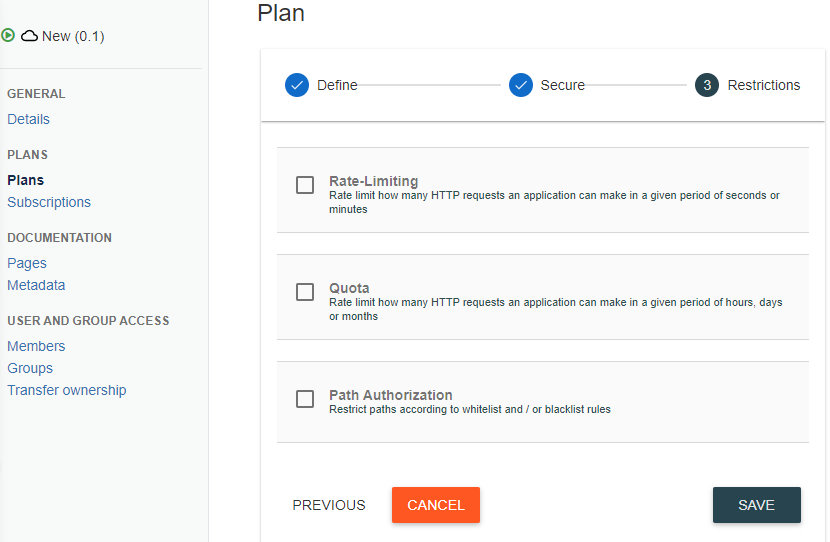 Plan
New (0.1)
GENERAL
Details
PLANS
Plans
Subscriptions
DOCUMENTATION
Pages
Metadata
USER AND GROUP ACCESS
Members
Groups
Transfer ownership
Define
Secure
3 Restrictions
Rate-Limiting
Rate limit how many HTTP requests an application can make in a given period of seconds or
minutes
Quota
Rate limit how many HTTP requests an application can make in a given period of hours, days
or months
Path Authorization
Restrict paths according to whitelist and / or blacklist rules
PREVIOUS
CANCEL
SAVE